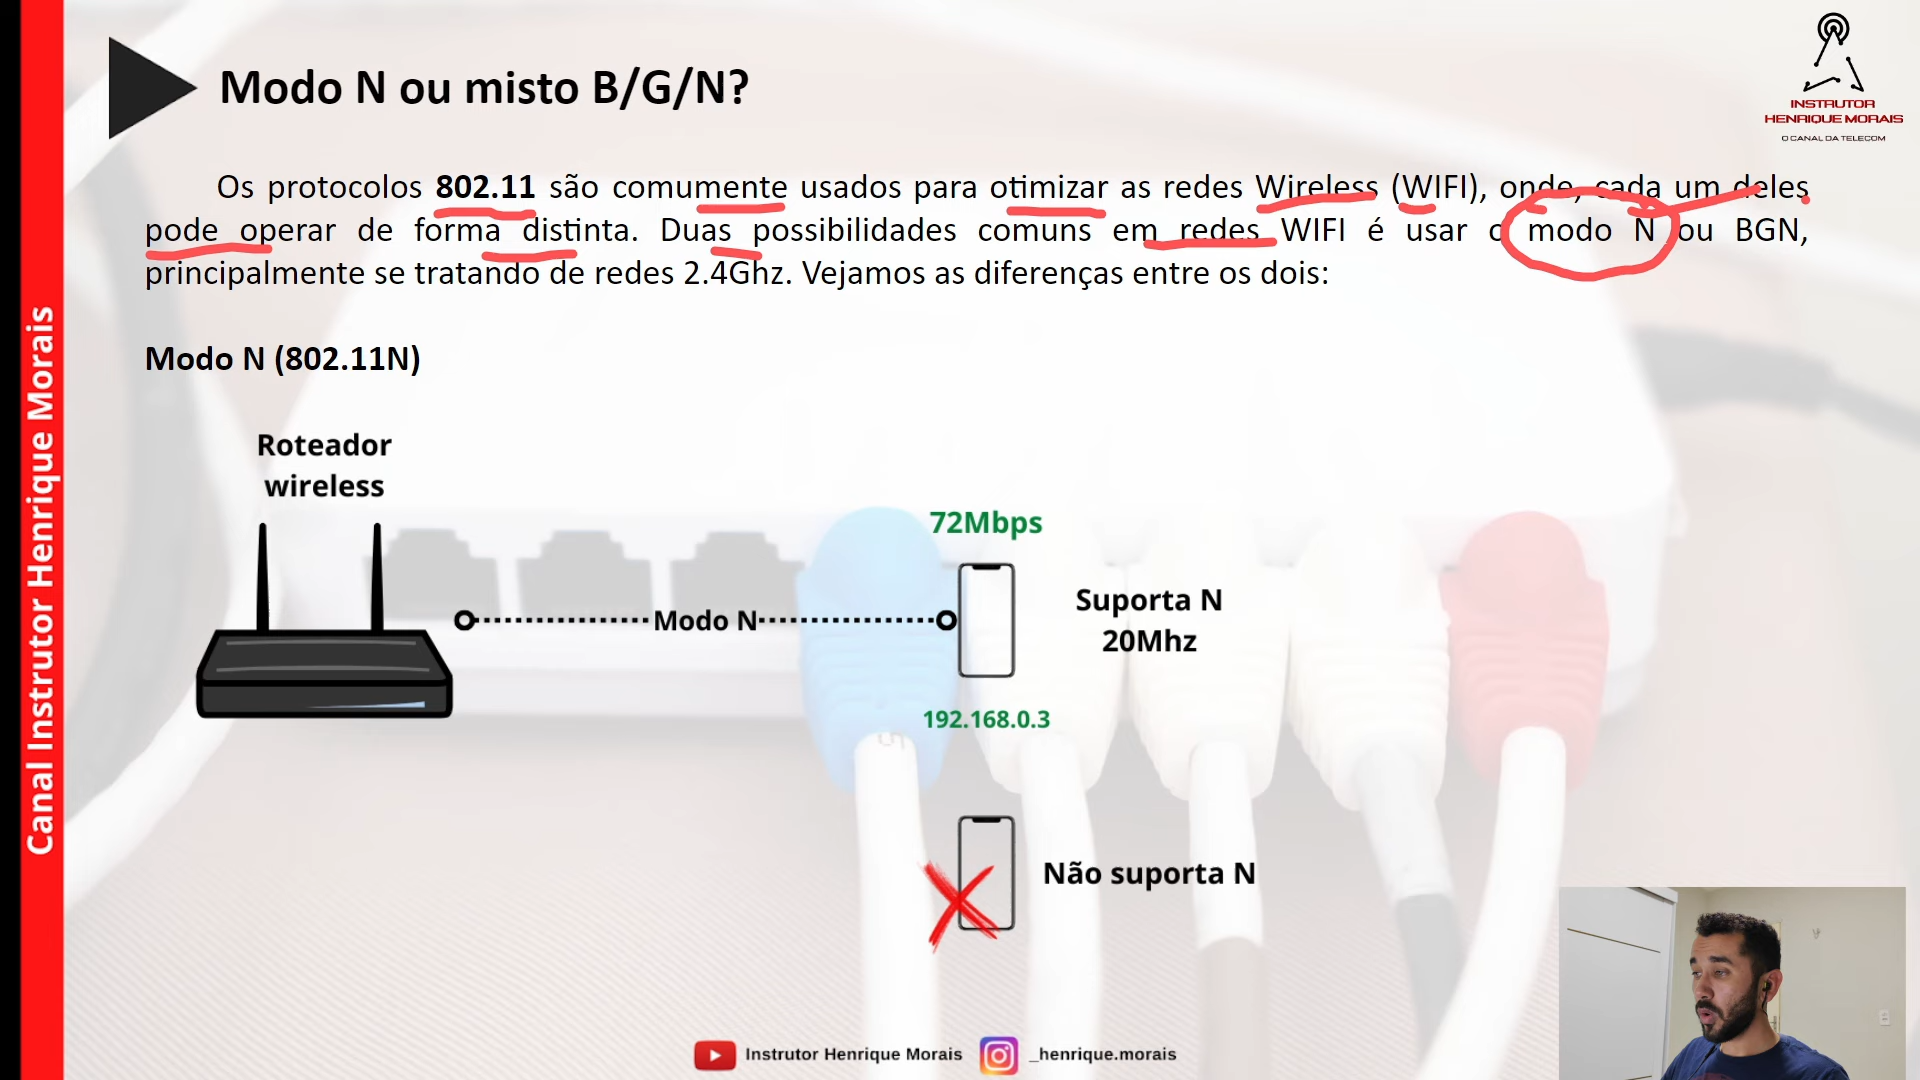 Modo N ou misto B/G/N?
INSTRUTOR
HENRIQUE MORAIS
O CANAL DA TELECOM
Os protocolos 802.11 são comumente usados para otimizar as redes Wireless (WIFI), onde, cada um deles
pode operar de forma distinta. Duas possibilidades comuns em redes WIFI é usar o modo N ou BGN,
principalmente se tratando de redes 2.4Ghz. Vejamos as diferenças entre os dois:
Modo N (802.11N)
Roteador
wireless
72Mbps
Modo N
Suporta N
20Mhz
192.168.0.3
Não suporta N
Canal Instrutor Henrique Morais
Instrutor Henrique Morais
_henrique.morais